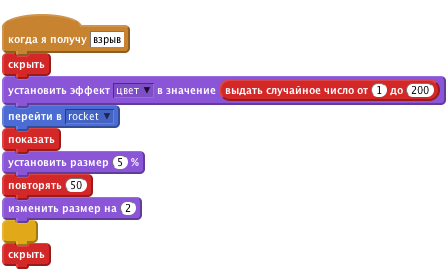 когда я получу взрыв
скрыть
установить эффект цвет в значение выдать случайное число от 1 до 200
перейти в rocket
показать
установить размер 5 %
повторять 50
изменить размер на 2
скрыть